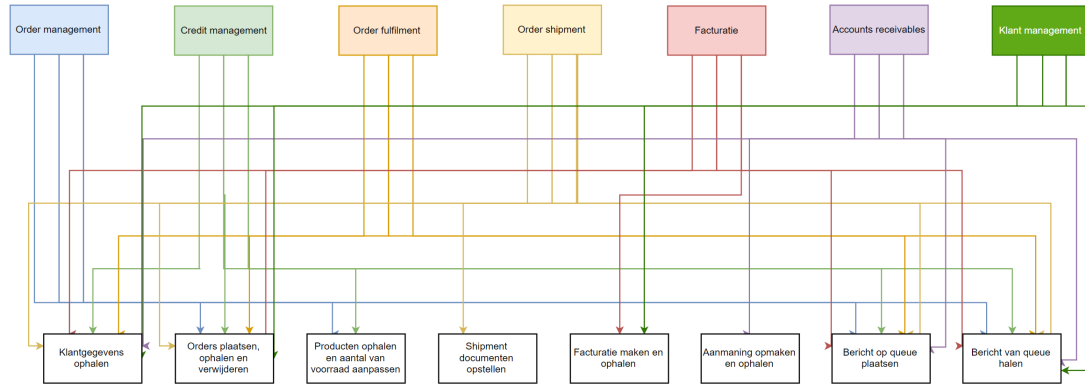 Order management
Credit management
Order fulfilment
Order shipment
Facturatie
Accounts receivables
Klant management
Klantgegevens
ophalen
Orders plaatsen,
ophalen en
verwijderen
Producten ophalen
en aantal van
voorraad aanpassen
Shipment
documenten
opstellen
Facturatie maken en
ophalen
Aanmaning opmaken
en ophalen
Bericht op queue
plaatsen
Bericht van queue
halen